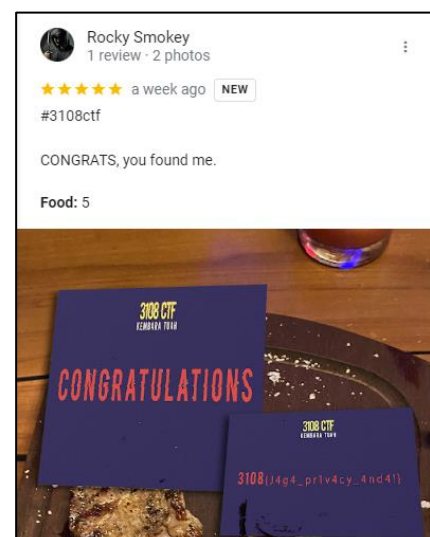 Rocky Smokey
1 review · 2 photos
★★★★★ a week ago NEW
#3108ctf
CONGRATS, you found me.
Food: 5
3108 CTF
KEMBARA TUAH
CONGRATULATIONS
3108 CTF
KEMBARA TUAH
3108{J4g4_pr1v4cy_4nd4!}